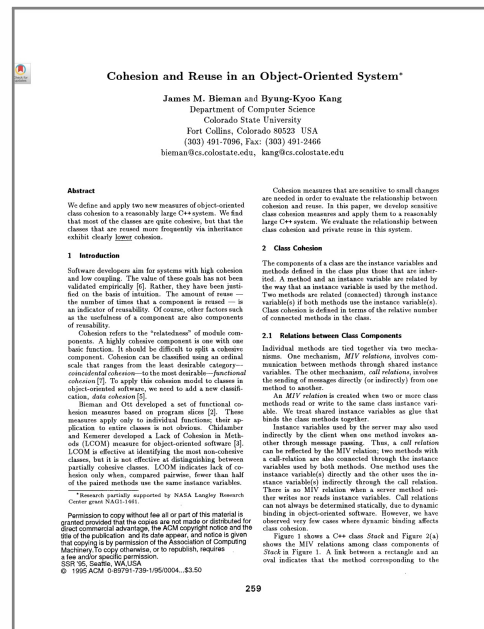 Cohesion and Reuse in an Object-Oriented System*
James M. Bieman and Byung-Kyoo Kang
Department of Computer Science
Colorado State University
Fort Collins, Colorado 80523 USA
(303) 491-7096, Fax: (303) 491-2466
bieman@cs.colostate.edu, kang@cs.colostate.edu
Abstract
We define and apply two new measures of object-oriented
class cohesion to a reasonably large C++ system. We find
that most of the classes are quite cohesive, but that the
classes that are reused more frequently via inheritance
exhibit clearly lower cohesion.
1 Introduction
Software developers aim for systems with high cohesion
and low coupling. The value of these goals has not been
validated empirically [6]. Rather, they have been justi-
fied on the basis of intuition. The amount of reuse —
the number of times that a component is reused — is
an indicator of reusability. Of course, other factors such
as the usefulness of a component are also components
of reusability.
Cohesion refers to the "relatedness" of module com-
ponents. A highly cohesive component is one with one
basic function. It should be difficult to split a cohesive
component. Cohesion can be classified using an ordinal
scale that ranges from the least desirable category—
coincidental cohesion—to the most desirable—functional
cohesion [7]. To apply this cohesion model to classes in
object-oriented software, we need to add a new classifi-
cation, data cohesion [5].
Bieman and Ott developed a set of functional co-
hesion measures based on program slices [2]. These
measures apply only to individual functions; their ap-
plication to entire classes is not obvious. Chidamber
and Kemerer developed a Lack of Cohesion in Meth-
ods (LCOM) measure for object-oriented software [3].
LCOM is effective at identifying the most non-cohesive
classes, but it is not effective at distinguishing between
partially cohesive classes. LCOM indicates lack of co-
hesion only when, compared pairwise, fewer than half
of the paired methods use the same instance variables.
*Research partially supported by NASA Langley Research
Center grant NAG1-1461.
Permission to copy without fee all or part of this material is
granted provided that the copies are not made or distributed for
direct commercial advantage, the ACM copyright notice and the
title of the publication and its date appear, and notice is given
that copying is by permission of the Association of Computing
Machinery.To copy otherwise, or to republish, requires
a fee and/or specific permission.
SSR '95, Seattle, WA,USA
© 1995 ACM 0-89791-739-1/95/0004...$3.50
Cohesion measures that are sensitive to small changes
are needed in order to evaluate the relationship between
cohesion and reuse. In this paper, we develop sensitive
class cohesion measures and apply them to a reasonably
large C++ system. We evaluate the relationship between
class cohesion and private reuse in this system.
2 Class Cohesion
The components of a class are the instance variables and
methods defined in the class plus those that are inher-
ited. A method and an instance variable are related by
the way that an instance variable is used by the method.
Two methods are related (connected) through instance
variable(s) if both methods use the instance variable(s).
Class cohesion is defined in terms of the relative number
of connected methods in the class.
2.1 Relations between Class Components
Individual methods are tied together via two mecha-
nisms. One mechanism, MIV relations, involves com-
munication between methods through shared instance
variables. The other mechanism, call relations, involves
the sending of messages directly (or indirectly) from one
method to another.
An MIV relation is created when two or more class
methods read or write to the same class instance vari-
able. We treat shared instance variables as glue that
binds the class methods together.
Instance variables used by the server may also used
indirectly by the client when one method invokes an-
other through message passing. Thus, a call relation
can be reflected by the MIV relation; two methods with
a call-relation are also connected through the instance
variables used by both methods. One method uses the
instance variable(s) directly and the other uses the in-
stance variable(s) indirectly through the call relation.
There is no MIV relation when a server method nei-
ther writes nor reads instance variables. Call relations
can not always be determined statically, due to dynamic
binding in object-oriented software. However, we have
observed very few cases where dynamic binding affects
class cohesion.
Figure 1 shows a C++ class Stack and Figure 2(a)
shows the MIV relations among class components of
Stack in Figure 1. A link between a rectangle and an
oval indicates that the method corresponding to the
259